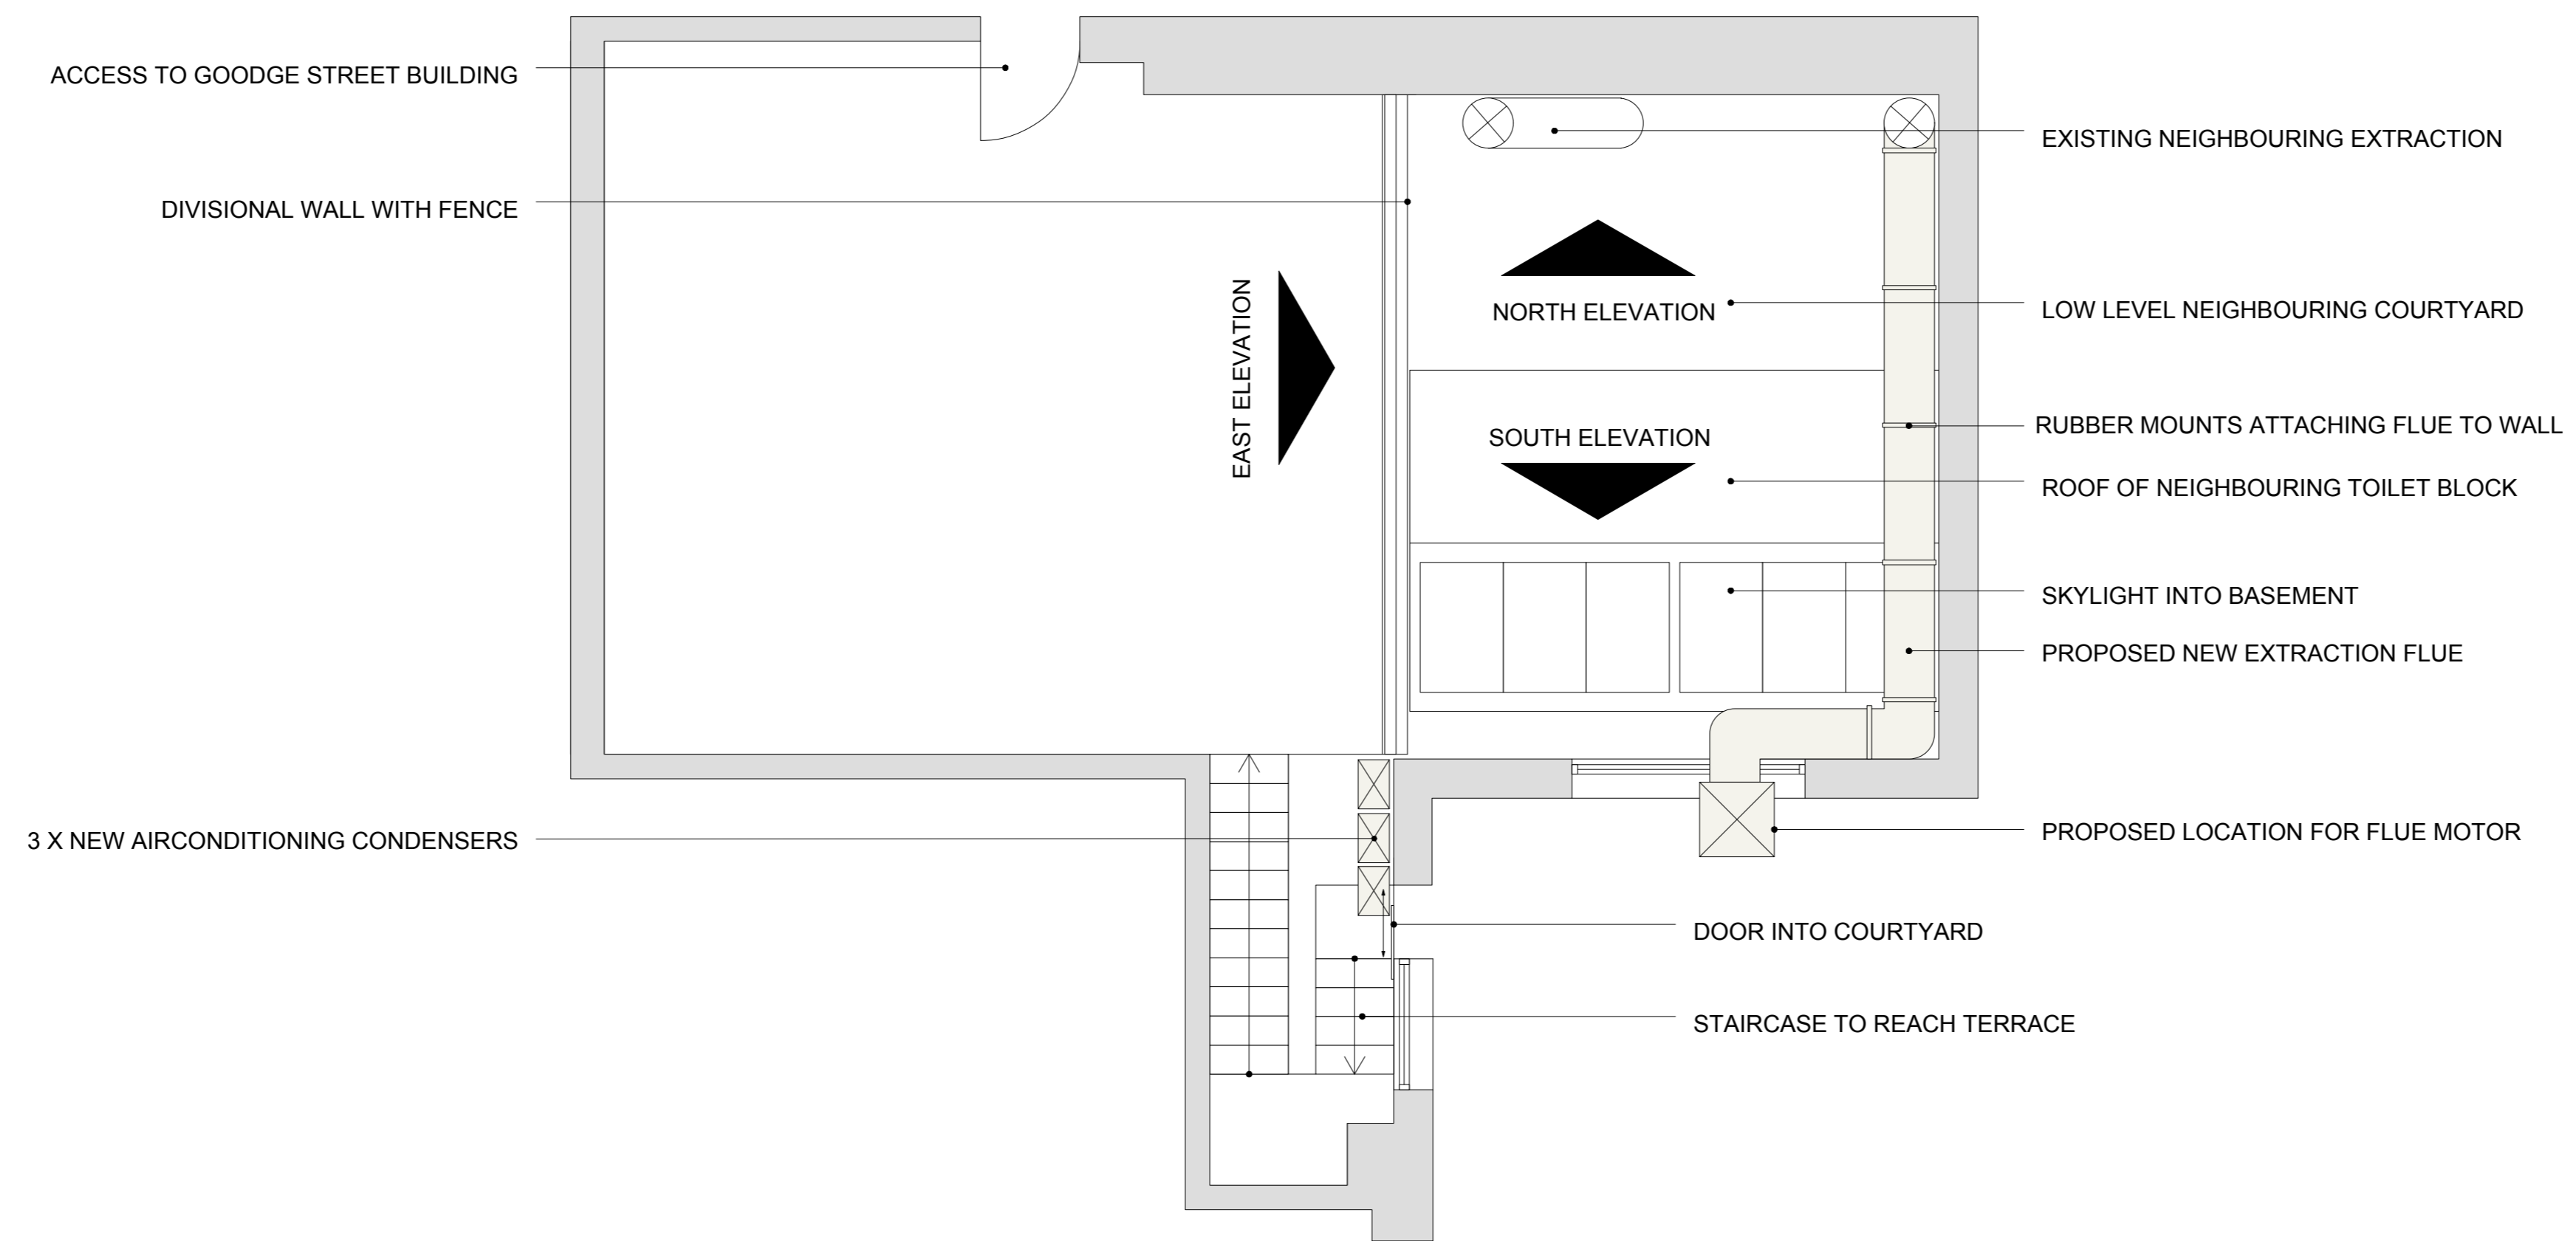 ACCESS TO GOODGE STREET BUILDING
DIVISIONAL WALL WITH FENCE
3 X NEW AIRCONDITIONING CONDENSERS
EAST ELEVATION
NORTH ELEVATION
SOUTH ELEVATION
EXISTING NEIGHBOURING EXTRACTION
LOW LEVEL NEIGHBOURING COURTYARD
RUBBER MOUNTS ATTACHING FLUE TO WALL
ROOF OF NEIGHBOURING TOILET BLOCK
SKYLIGHT INTO BASEMENT
PROPOSED NEW EXTRACTION FLUE
PROPOSED LOCATION FOR FLUE MOTOR
DOOR INTO COURTYARD
STAIRCASE TO REACH TERRACE